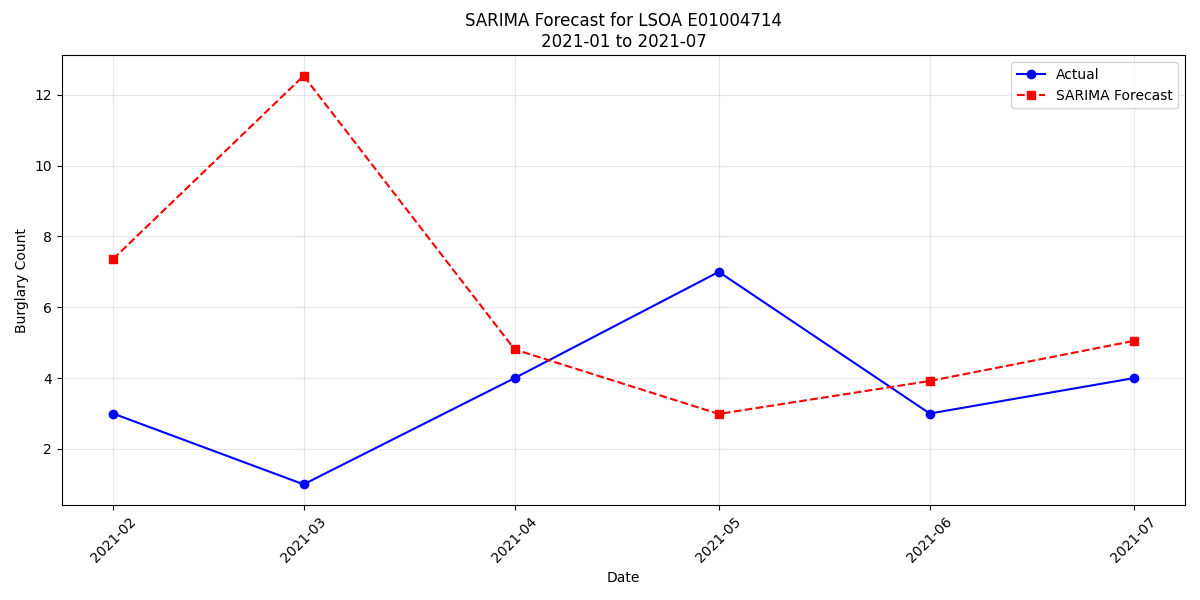 SARIMA Forecast for LSOA E01004714
2021-01 to 2021-07
Actual
SARIMA Forecast
Burglary Count
12
10
8
6
4
2
2021-02
2021-03
2021-04
2021-05
2021-06
2021-07
Date